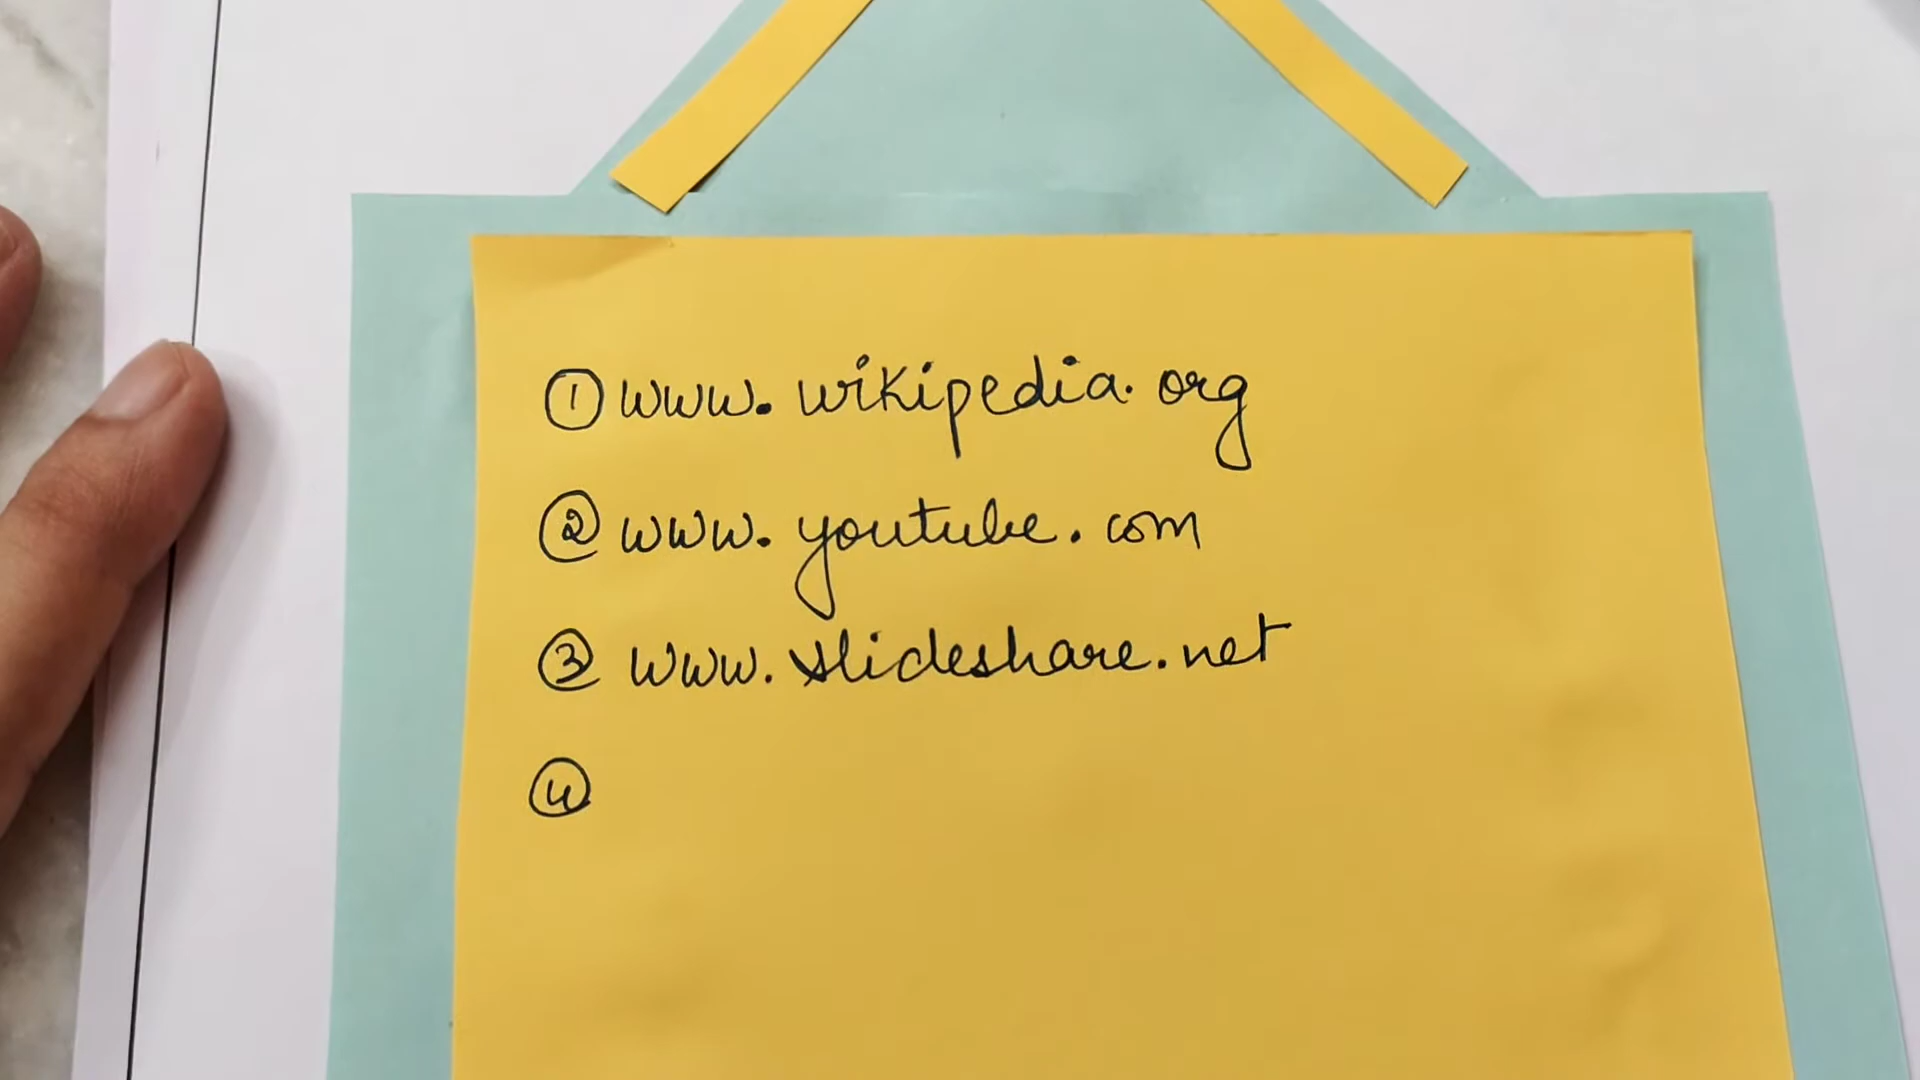 ① www. wikipedia. org
② www. youtube. com
③ www. slideshare.net
④